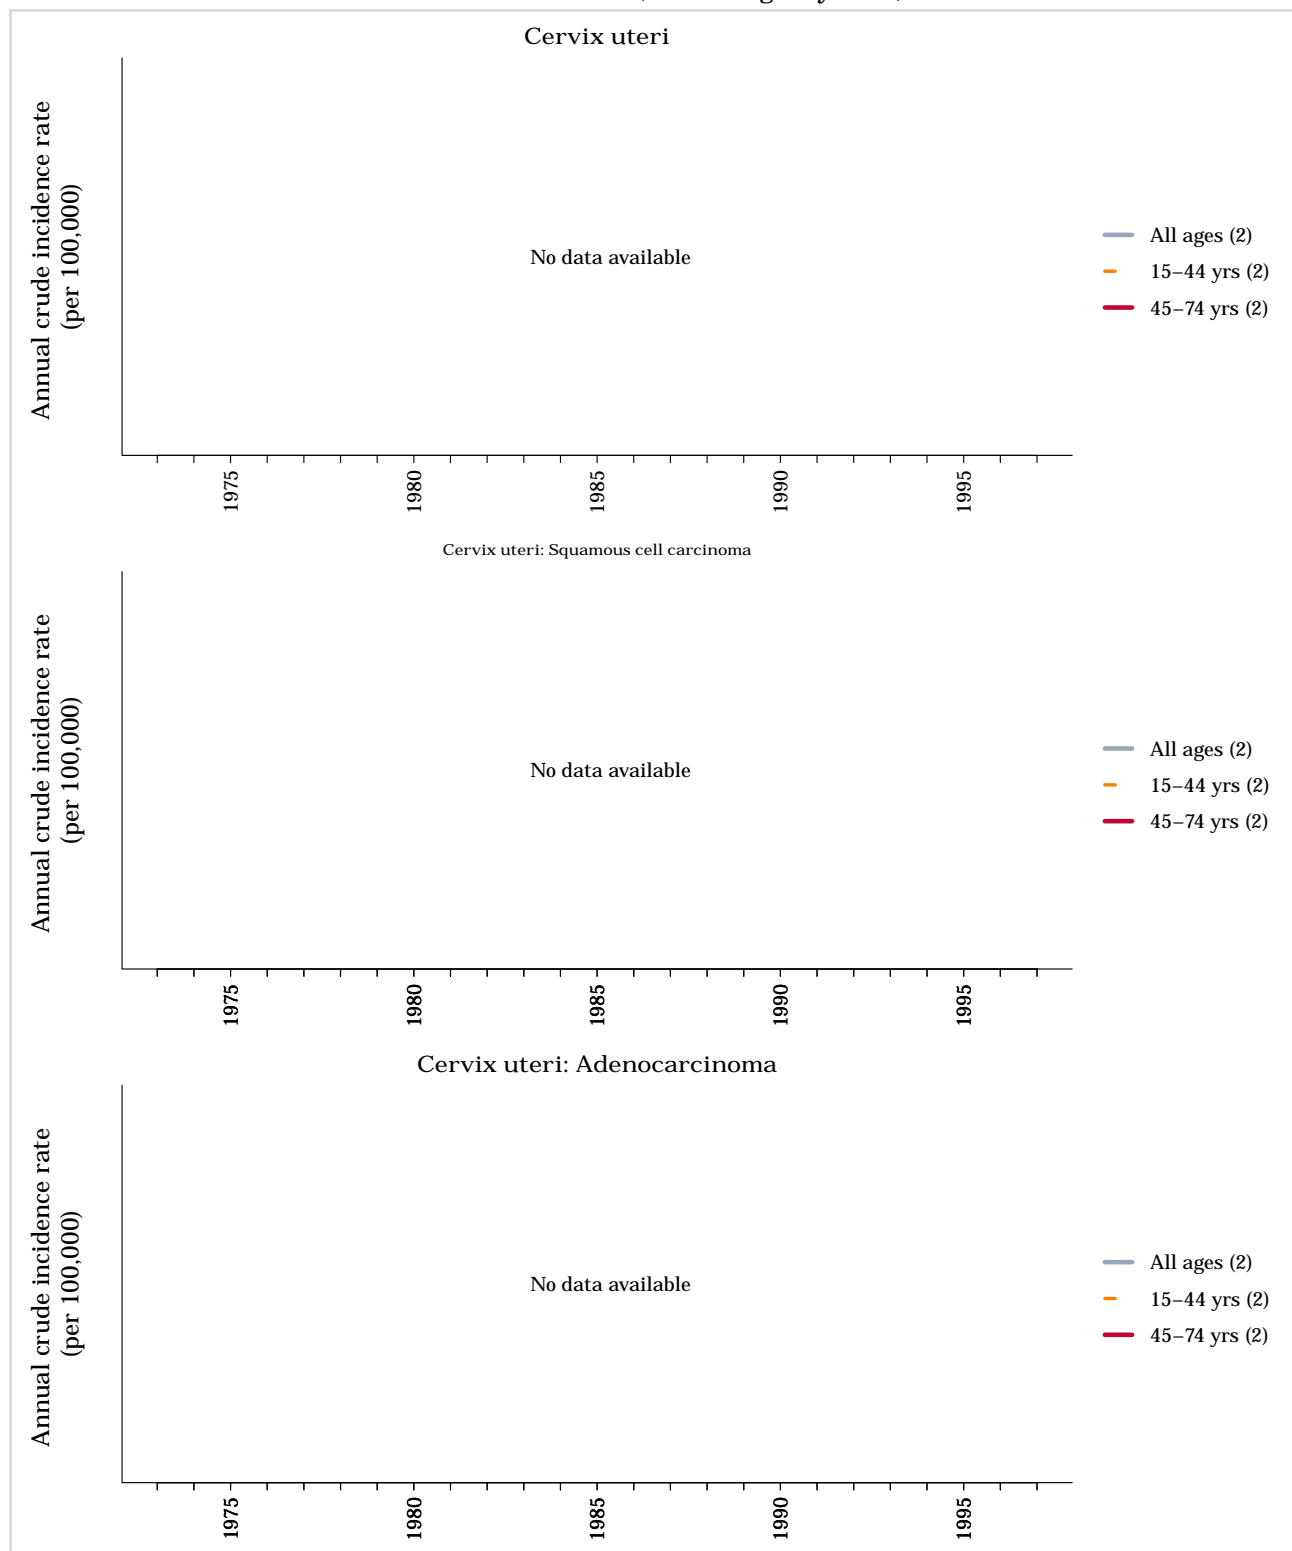 Cervix uteri
Annual crude incidence rate
(per 100,000)
No data available
All ages (2)
15–44 yrs (2)
45–74 yrs (2)
1975
1980
1985
1990
1995
Cervix uteri: Squamous cell carcinoma
Annual crude incidence rate
(per 100,000)
No data available
All ages (2)
15–44 yrs (2)
45–74 yrs (2)
1975
1980
1985
1990
1995
Cervix uteri: Adenocarcinoma
Annual crude incidence rate
(per 100,000)
No data available
All ages (2)
15–44 yrs (2)
45–74 yrs (2)
1975
1980
1985
1990
1995